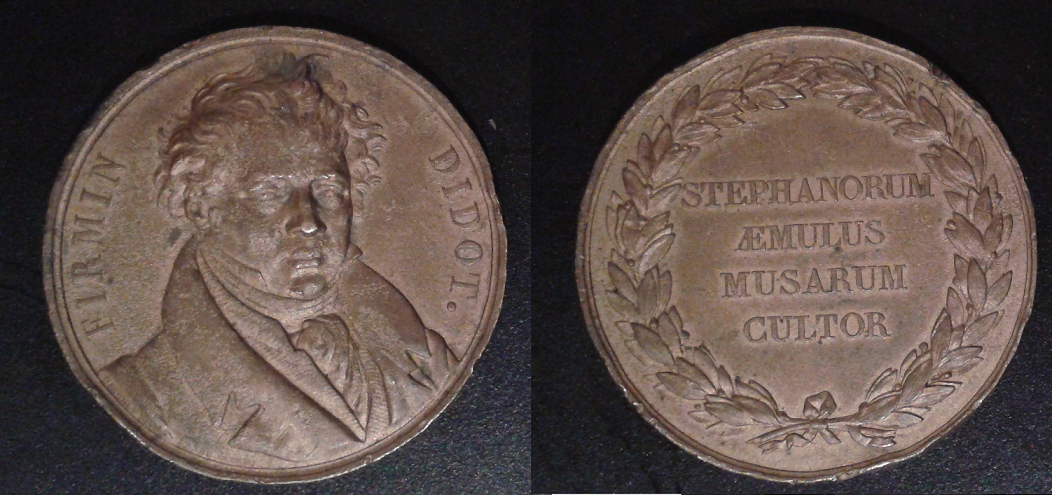 FIRMIN DIDOT.
STEPHANORUM
ÆMULUS
MUSARUM
CULTOR